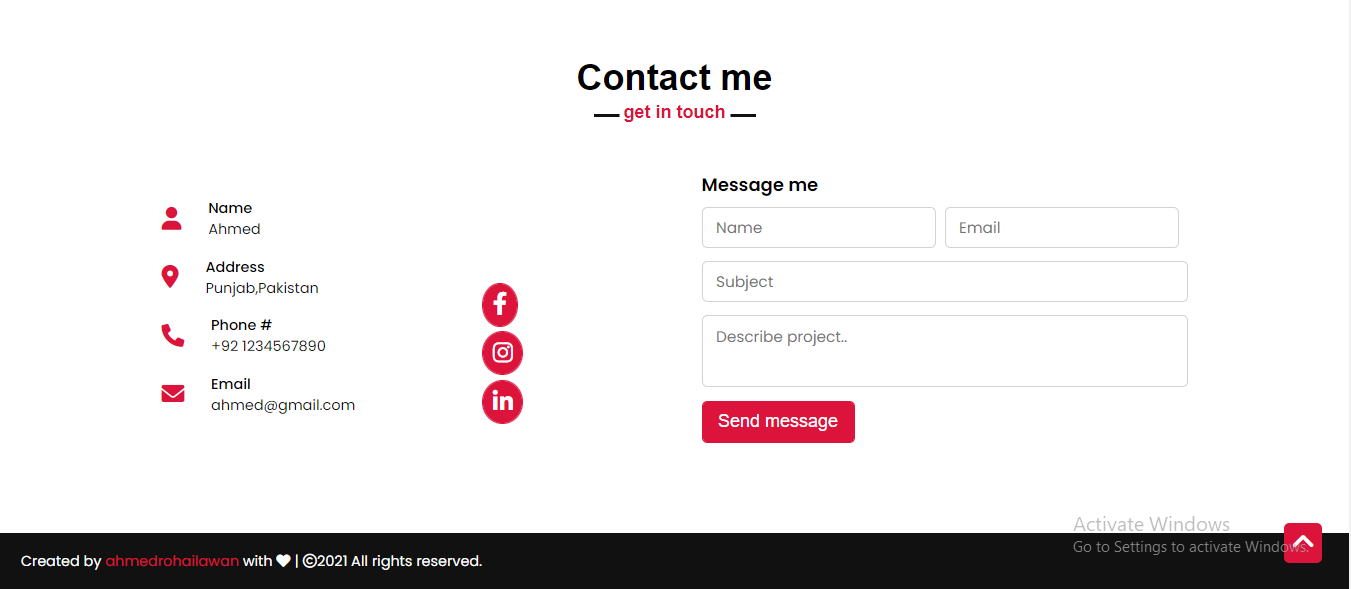 Contact me
get in touch
Name
Ahmed
Address
Punjab,Pakistan
Phone #
+92 1234567890
Email
ahmed@gmail.com
f
in
Message me
Name
Email
Subject
Describe project..
Send message
Activate Windows
Go to Settings to activate Windows.
Created by ahmedrohailawan with ♥ | ©2021 All rights reserved.